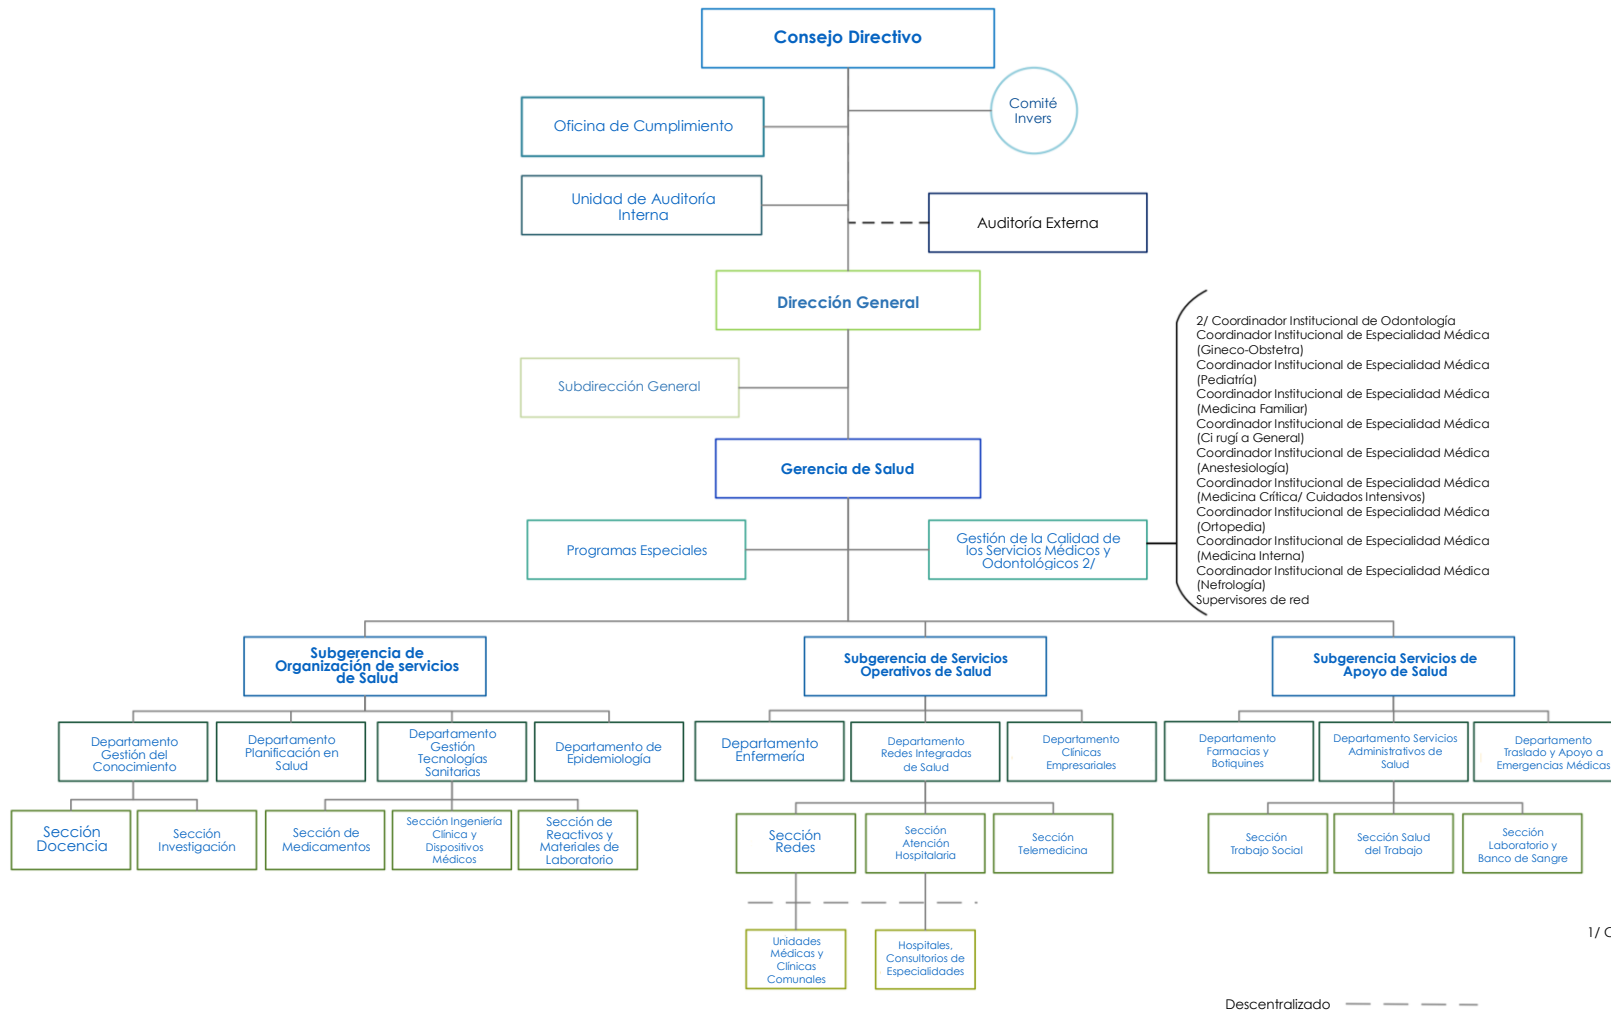 Consejo Directivo
Comité
Invers
Oficina de Cumplimiento
Unidad de Auditoría
Interna
Auditoría Externa
Dirección General
Subdirección General
Gerencia de Salud
Programas Especiales
Gestión de la Calidad de
los Servicios Médicos y
Odontológicos 2/
2/ Coordinador Institucional de Odontología
Coordinador Institucional de Especialidad Médica
(Gineco-Obstetra)
Coordinador Institucional de Especialidad Médica
(Pediatría)
Coordinador Institucional de Especialidad Médica
(Medicina Familiar)
Coordinador Institucional de Especialidad Médica
(Ci rugí a General)
Coordinador Institucional de Especialidad Médica
(Anestesiología)
Coordinador Institucional de Especialidad Médica
(Medicina Crítica/ Cuidados Intensivos)
Coordinador Institucional de Especialidad Médica
(Ortopedia)
Coordinador Institucional de Especialidad Médica
(Medicina Interna)
Coordinador Institucional de Especialidad Médica
(Nefrología)
Supervisores de red
Subgerencia de
Organización de servicios
de Salud
Subgerencia de Servicios
Operativos de Salud
Subgerencia Servicios de
Apoyo de Salud
Departamento
Gestión del
Conocimiento
Departamento
Planificación en
Salud
Departamento
Gestión
Tecnologías
Sanitarias
Departamento de
Epidemiología
Departamento
Enfermería
Departamento
Redes Integradas
de Salud
Departamento
Clínicas
Empresariales
Departamento
Farmacias y
Botiquines
Departamento Servicios
Administrativos de
Salud
Departamento
Traslado y Apoyo a
Emergencias Médicas
Sección
Docencia
Sección
Investigación
Sección de
Medicamentos
Sección Ingeniería
Clínica y
Dispositivos
Médicos
Sección de
Reactivos y
Materiales de
Laboratorio
Sección
Redes
Sección
Atención
Hospitalaria
Sección
Telemedicina
Sección
Trabajo Social
Sección Salud
del Trabajo
Sección
Laboratorio y
Banco de Sangre
Unidades
Médicas y
Clínicas
Comunales
Hospitales,
Consultorios de
Especialidades
1/ C
Descentralizado